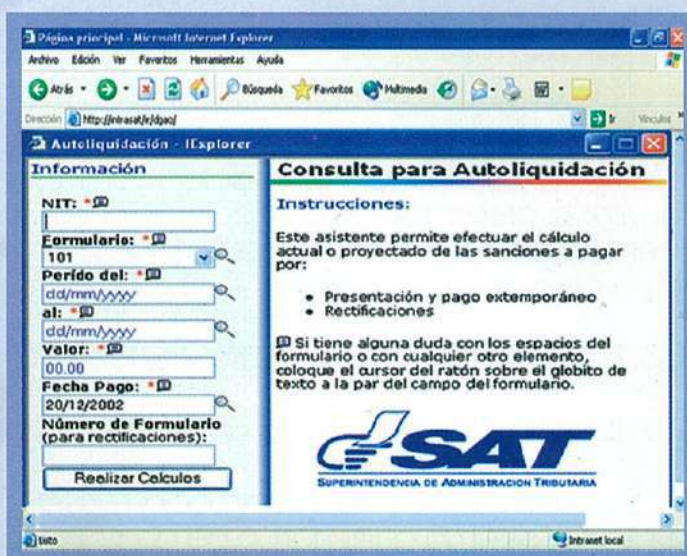 Página principal - Microsoft Internet Explorer
Archivo Edición Ver Favoritos Herramientas Ayuda
Atrás Búsqueda Favoritos Multimedia
Dirección http://intrasat/ir/dgac/ Ir Vínculos
Autoliquidación - IExplorer
Información
NIT: *
Formulario: *
101
Perído del: *
dd/mm/yyyy
al: *
dd/mm/yyyy
Valor: *
00.00
Fecha Pago: *
20/12/2002
Número de Formulario
(para rectificaciones):
Realizar Calculos
Consulta para Autoliquidación
Instrucciones:
Este asistente permite efectuar el cálculo
actual o proyectado de las sanciones a pagar
por:
• Presentación y pago extemporáneo
• Rectificaciones
Si tiene alguna duda con los espacios del
formulario o con cualquier otro elemento,
coloque el cursor del ratón sobre el globito de
texto a la par del campo del formulario.
SAT
SUPERINTENDENCIA DE ADMINISTRACION TRIBUTARIA
Listo Intranet local